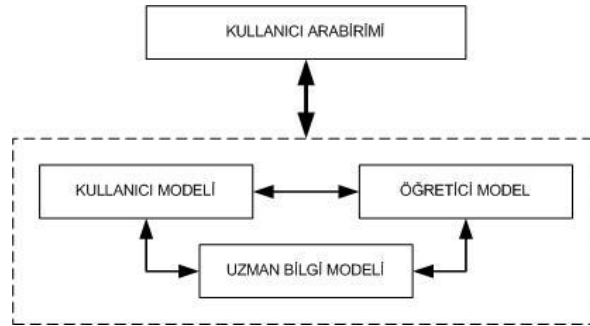 KULLANICI ARABİRİMİ
KULLANICI MODELİ
ÖĞRETİCİ MODEL
UZMAN BİLGİ MODELİ